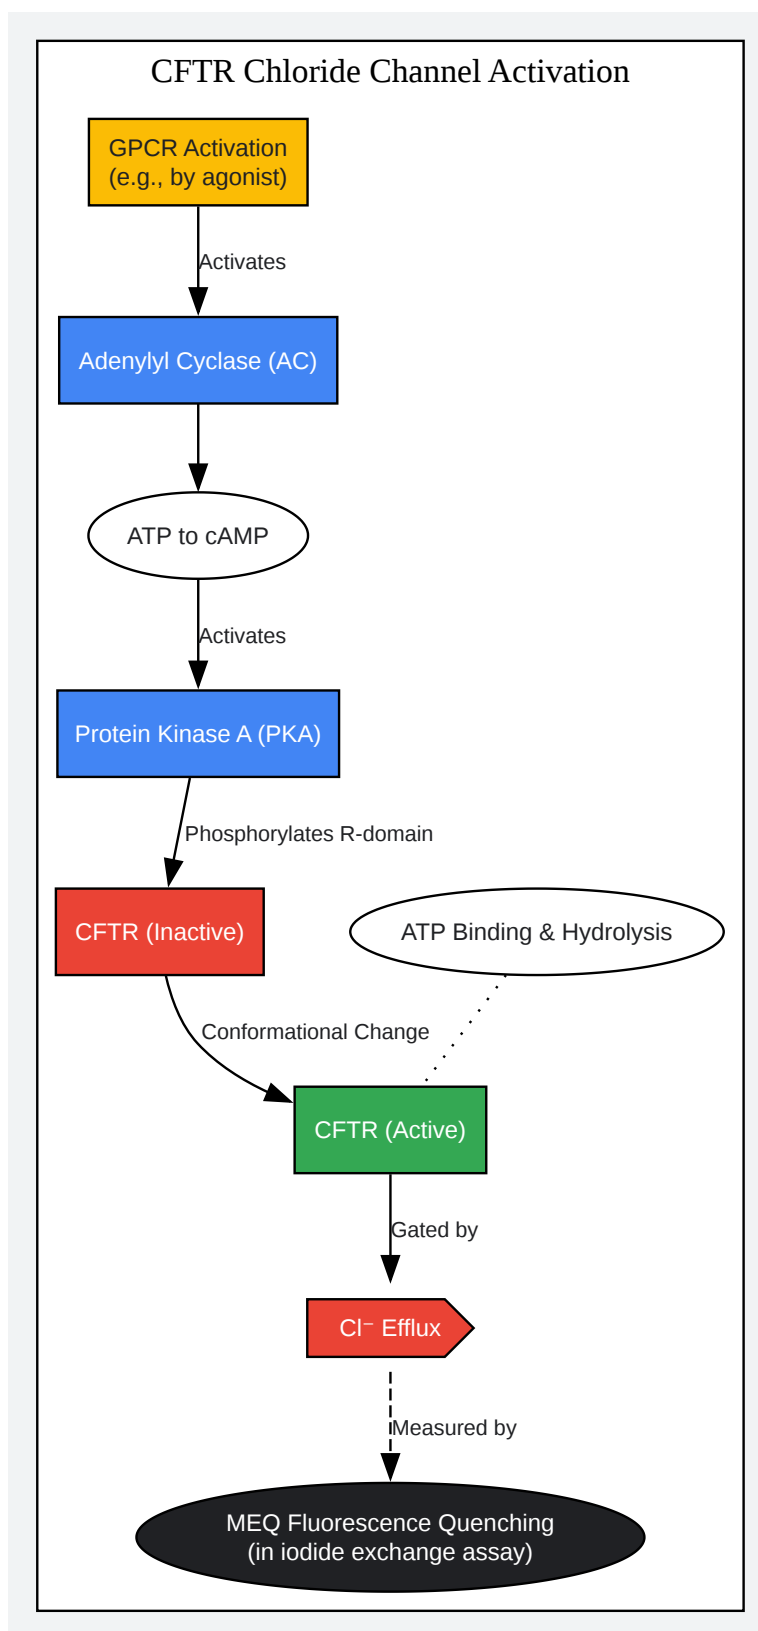 CFTR Chloride Channel Activation
GPCR Activation
(e.g., by agonist)
Activates
Adenylyl Cyclase (AC)
ATP to cAMP
Activates
Protein Kinase A (PKA)
Phosphorylates R-domain
CFTR (Inactive)
ATP Binding & Hydrolysis
Conformational Change
CFTR (Active)
Gated by
Cl⁻ Efflux
Measured by
MEQ Fluorescence Quenching
(in iodide exchange assay)